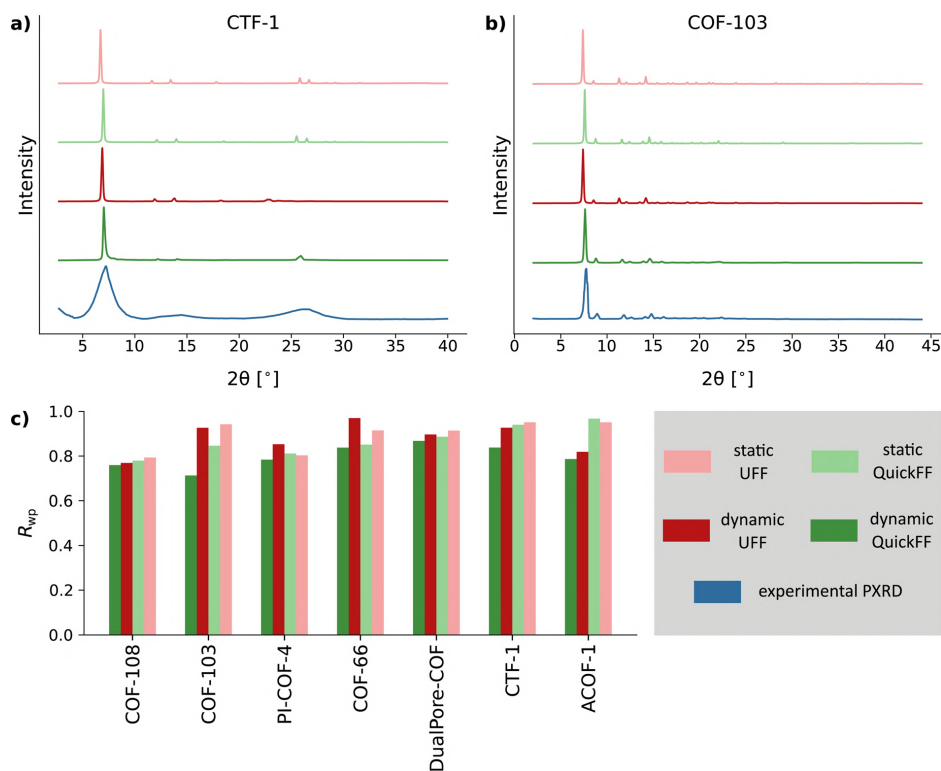 a)
CTF-1
Intensity
5 10 15 20 25 30 35 40
2θ [°]
b)
COF-103
Intensity
0 5 10 15 20 25 30 35 40 45
2θ [°]
c)
1.0
0.8
0.6
0.4
0.2
0.0
Rwp
COF-108
COF-103
PI-COF-4
COF-66
DualPore-COF
CTF-1
ACOF-1
static
UFF
static
QuickFF
dynamic
UFF
dynamic
QuickFF
experimental PXRD